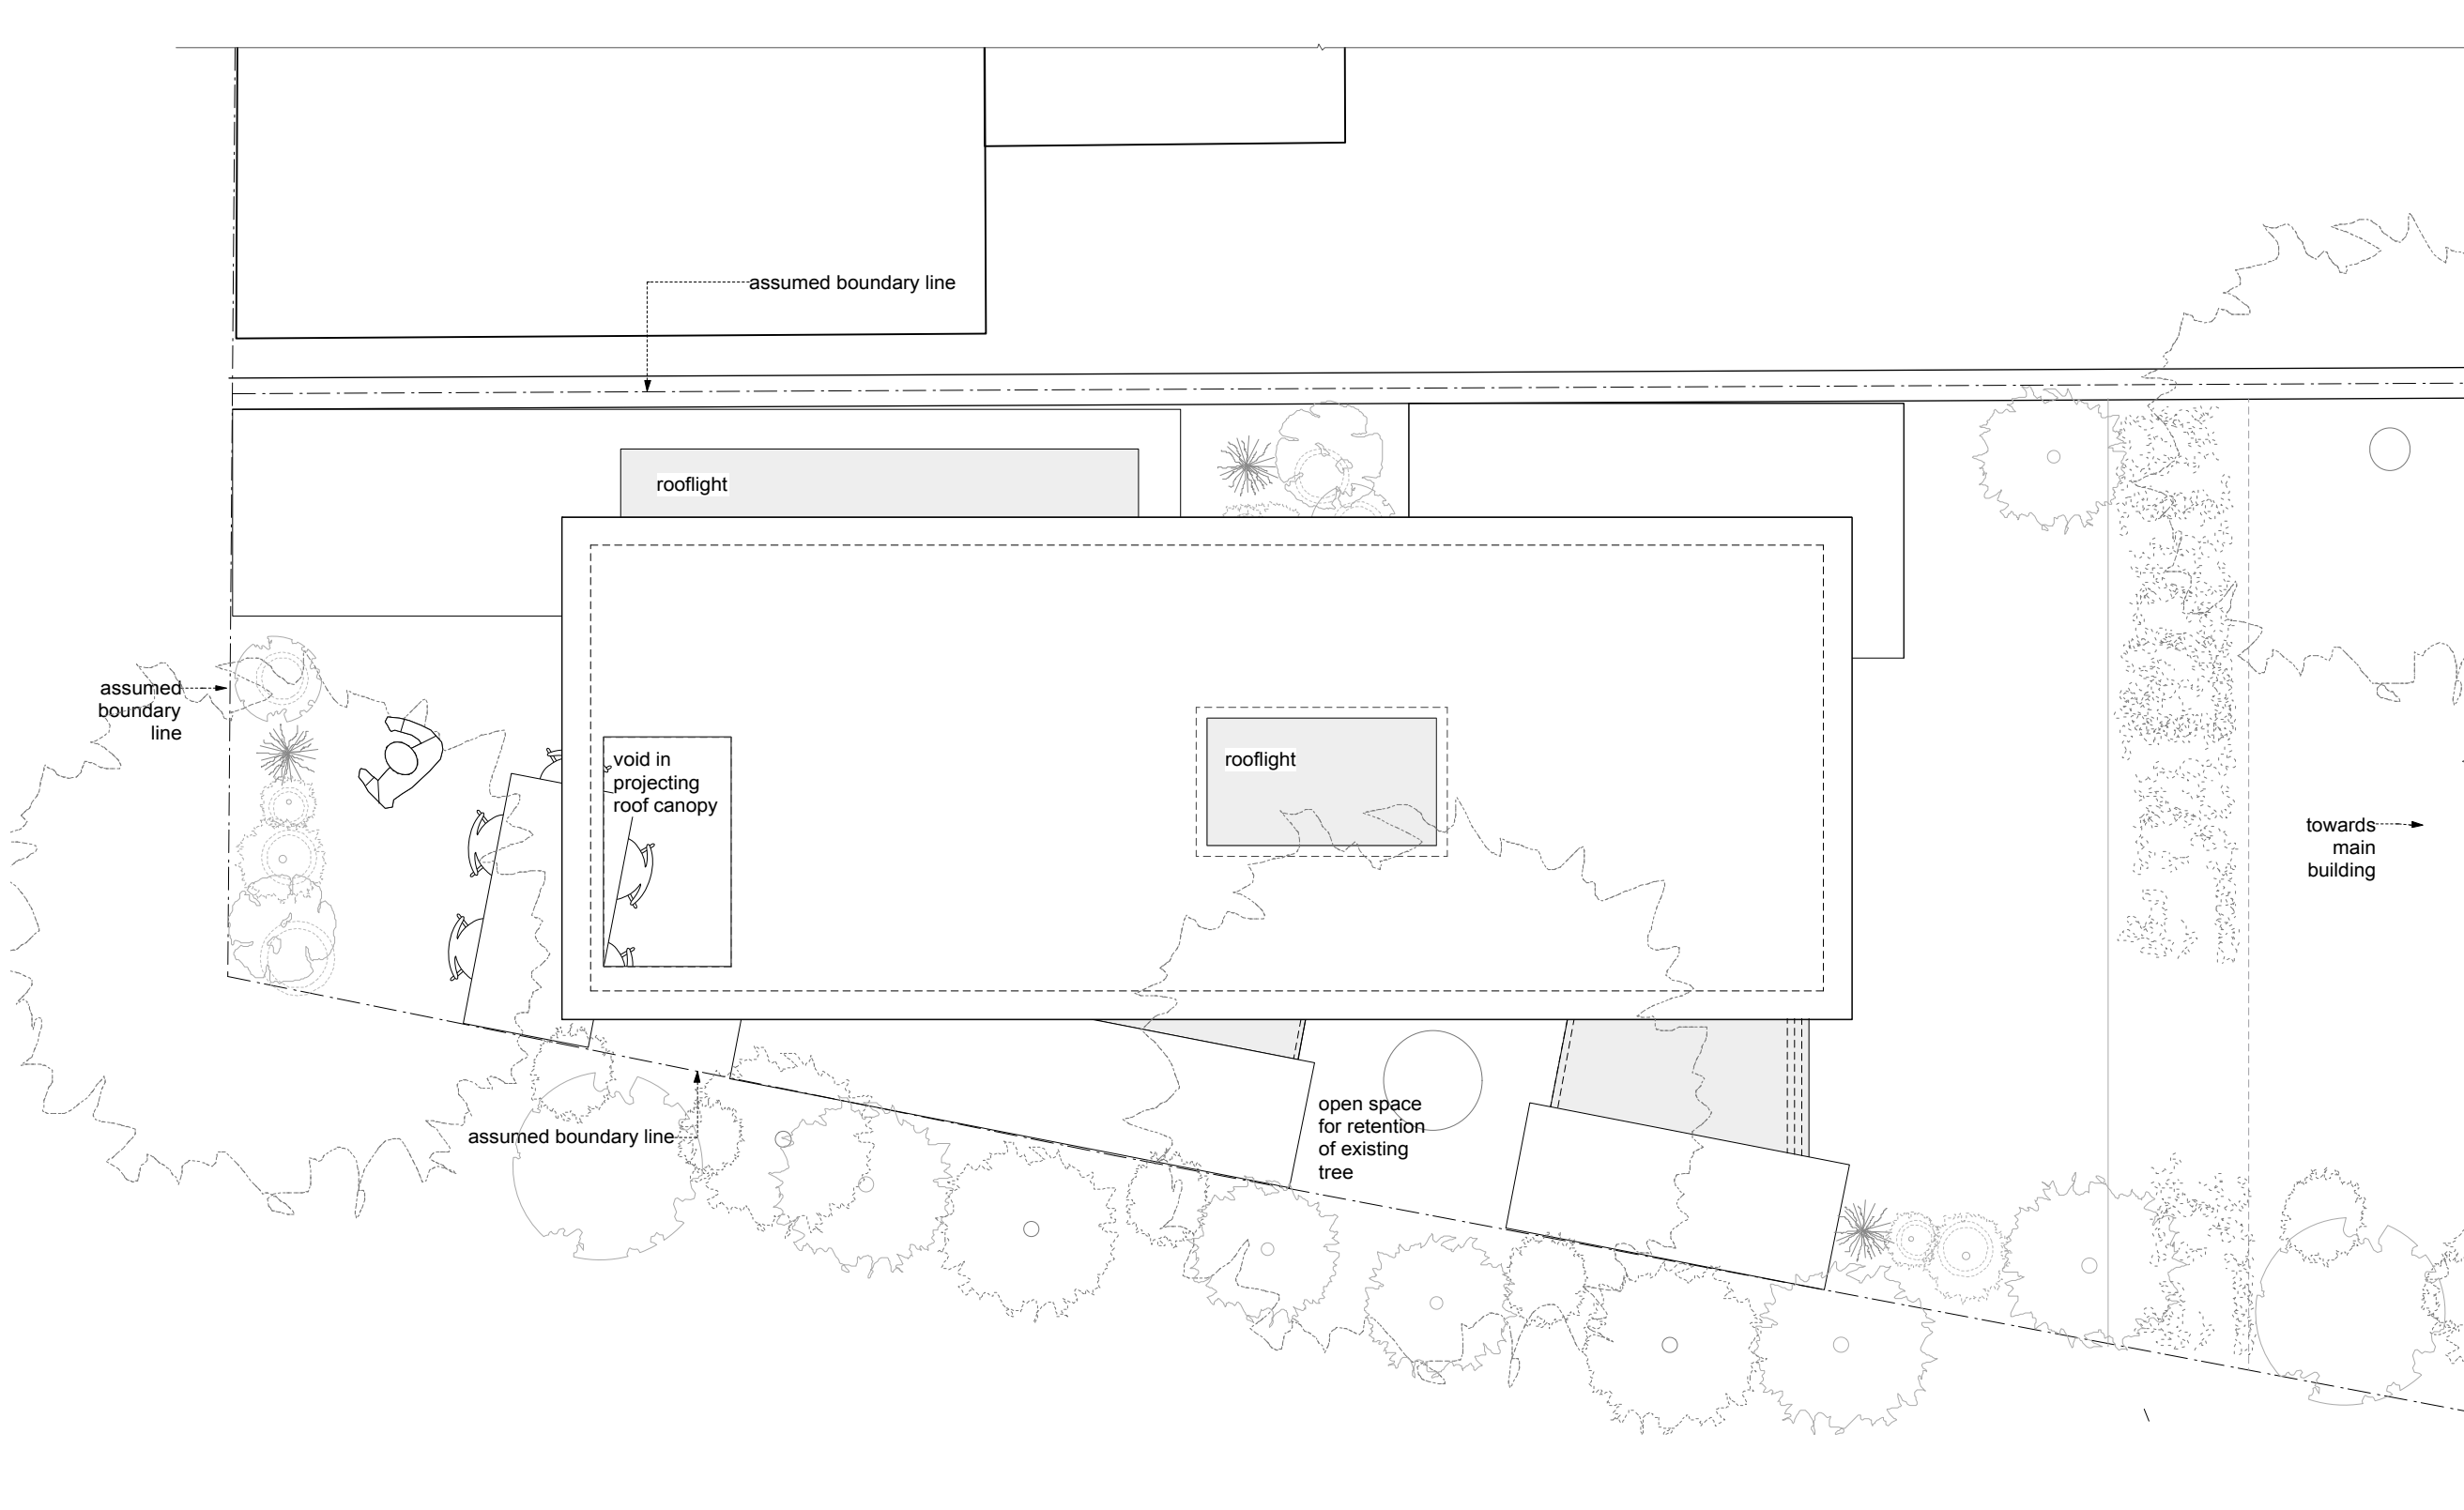 assumed boundary line
rooflight
assumed
boundary
line
void in
projecting
roof canopy
rooflight
towards
main
building
open space
for retention
of existing
tree
assumed boundary line